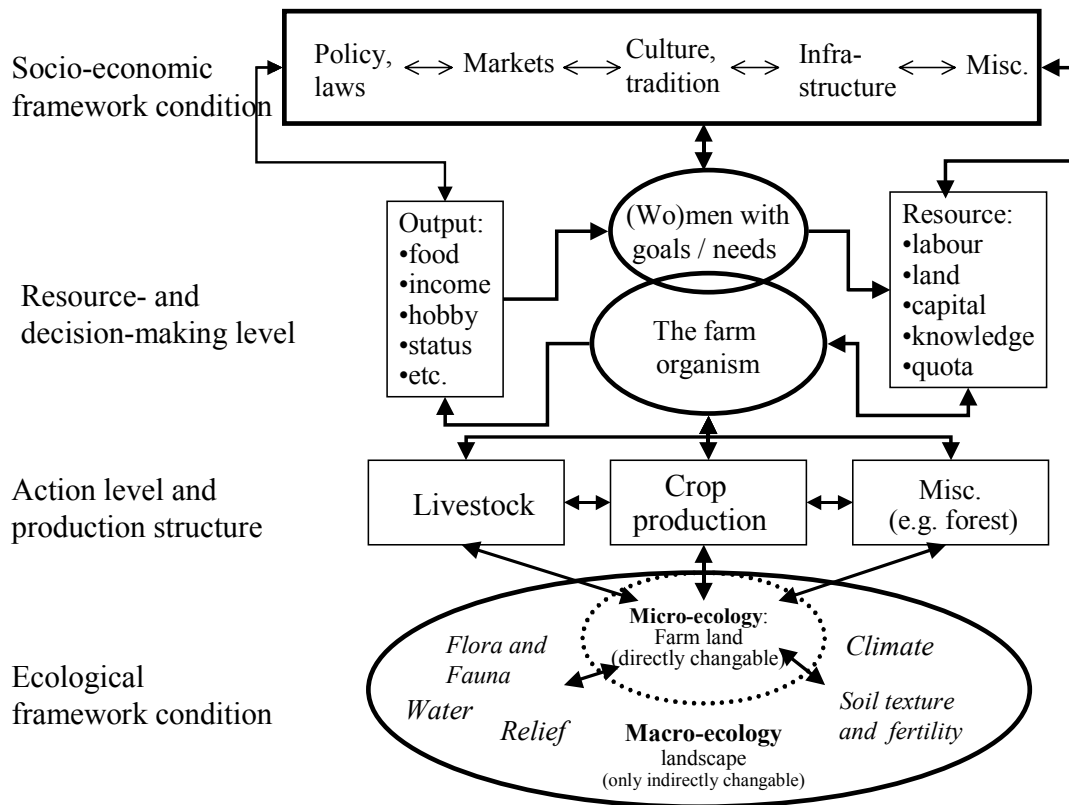 Socio-economic
framework condition
Policy,
laws
Markets
Culture,
tradition
Infra-
structure
Misc.
Resource- and
decision-making level
Output:
•food
•income
•hobby
•status
•etc.
(Wo)men with
goals / needs
The farm
organism
Resource:
•labour
•land
•capital
•knowledge
•quota
Action level and
production structure
Livestock
Crop
production
Misc.
(e.g. forest)
Ecological
framework condition
Micro-ecology:
Farm land
(directly changable)
Flora and
Fauna
Water
Relief
Climate
Soil texture
and fertility
Macro-ecology
landscape
(only indirectly changable)